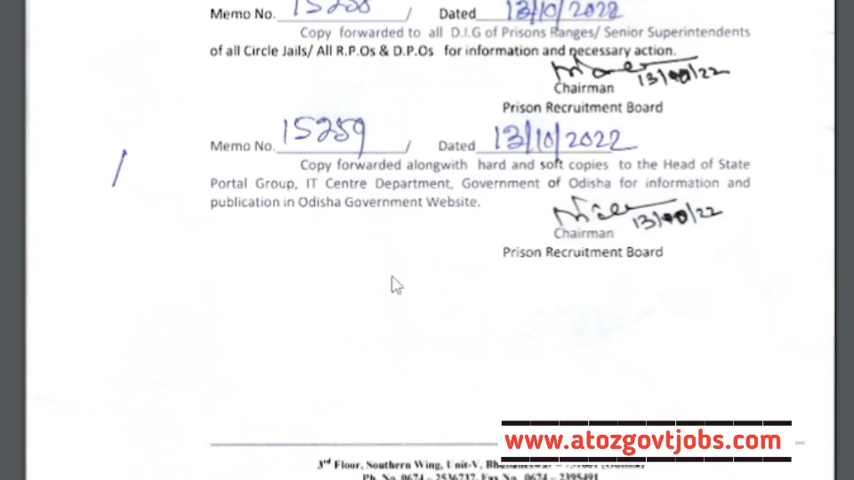 Memo No. 15258 / Dated 13/10/2022
Copy forwarded to all D.I.G of Prisons Ranges/ Senior Superintendents
of all Circle Jails/ All R.P.Os & D.P.Os for information and necessary action.
13/10/22
Chairman
Prison Recruitment Board
Memo No. 15259 / Dated 13/10/2022
Copy forwarded alongwith hard and soft copies to the Head of State
Portal Group, IT Centre Department, Government of Odisha for information and
publication in Odisha Government Website.
13/10/22
Chairman
Prison Recruitment Board
www.atozgovtjobs.com
3rd Floor, Southern Wing, Unit-V,
Ph. No. 0674 - 2536737, Fax No. 0674 - 2395491